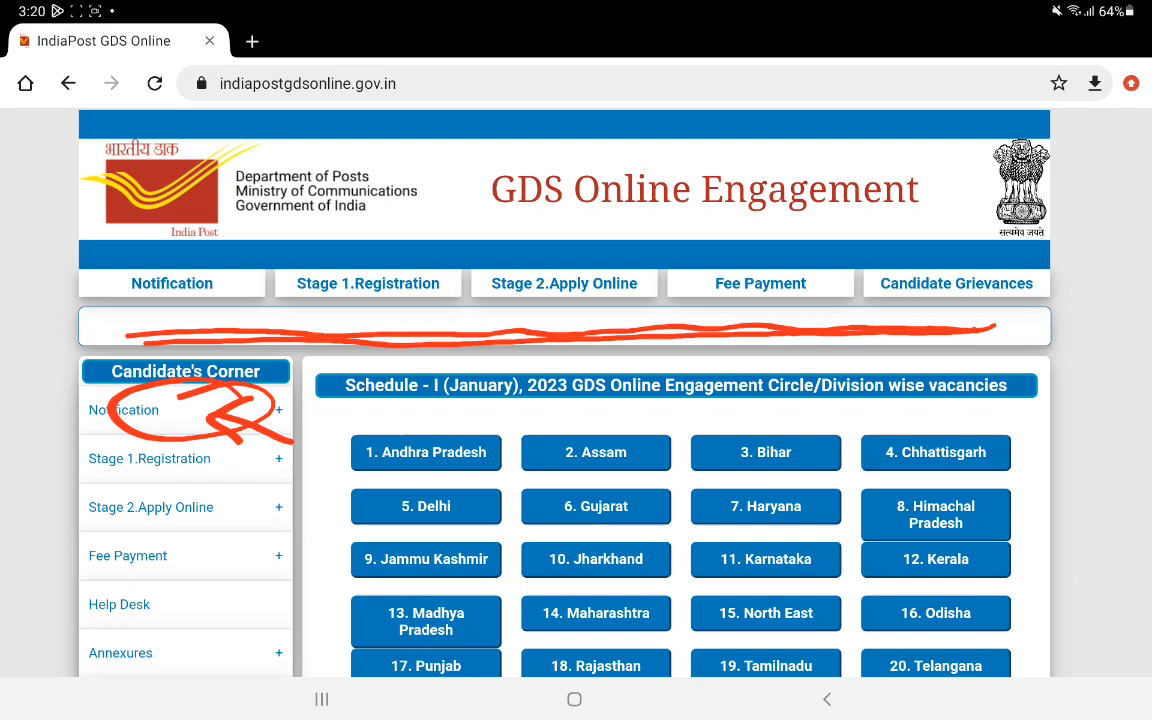 3:20
64%
IndiaPost GDS Online
indiapostgdsonline.gov.in
भारतीय डाक
India Post
Department of Posts
Ministry of Communications
Government of India
GDS Online Engagement
सत्यमेव जयते
Notification
Stage 1.Registration
Stage 2.Apply Online
Fee Payment
Candidate Grievances
Candidate's Corner
Notification +
Stage 1.Registration +
Stage 2.Apply Online +
Fee Payment +
Help Desk
Annexures +
Schedule - I (January), 2023 GDS Online Engagement Circle/Division wise vacancies
1. Andhra Pradesh
2. Assam
3. Bihar
4. Chhattisgarh
5. Delhi
6. Gujarat
7. Haryana
8. Himachal
Pradesh
9. Jammu Kashmir
10. Jharkhand
11. Karnataka
12. Kerala
13. Madhya
Pradesh
14. Maharashtra
15. North East
16. Odisha
17. Punjab
18. Rajasthan
19. Tamilnadu
20. Telangana